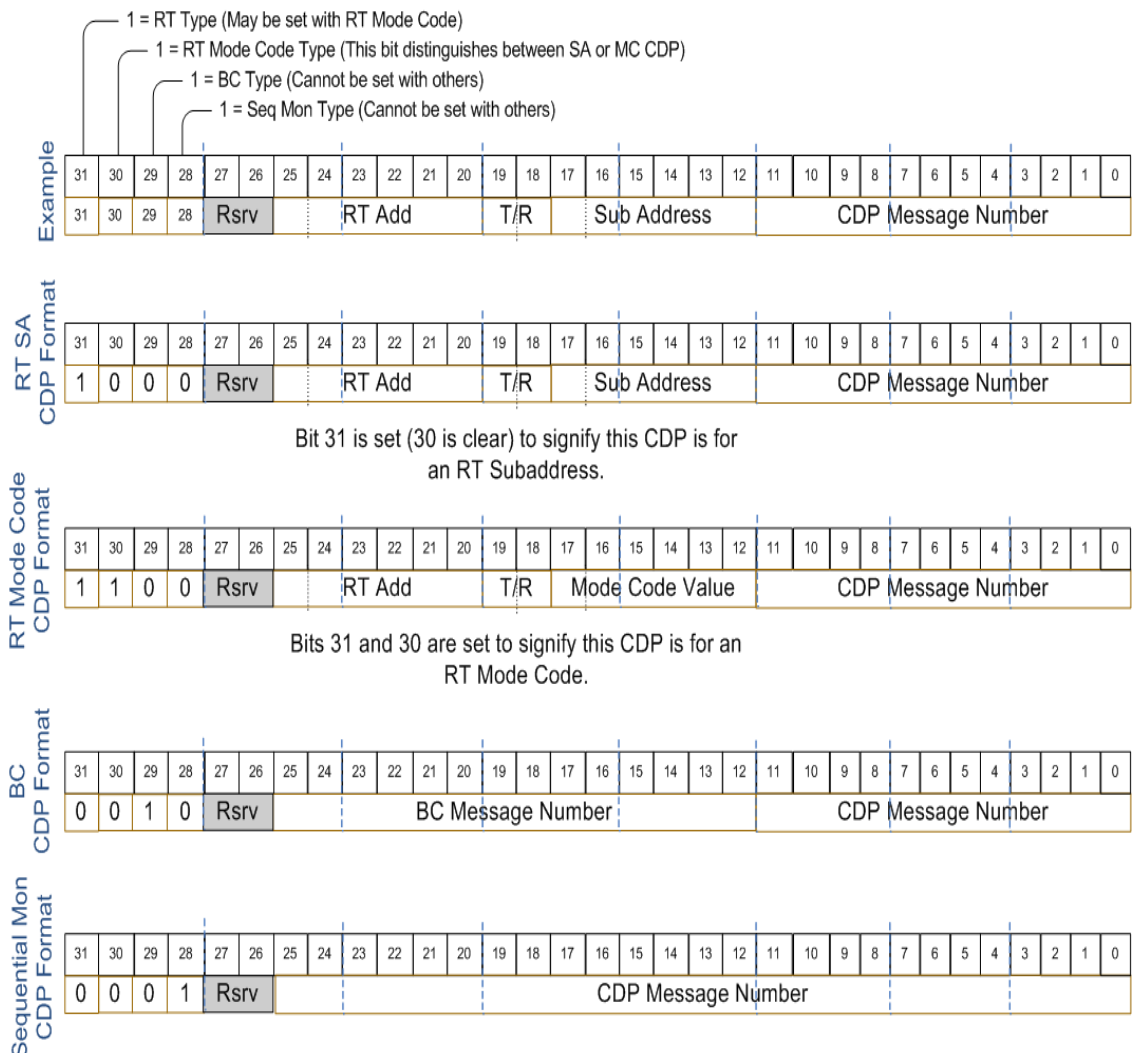 1 = RT Type (May be set with RT Mode Code)
1 = RT Mode Code Type (This bit distinguishes between SA or MC CDP)
1 = BC Type (Cannot be set with others)
1 = Seq Mon Type (Cannot be set with others)
Example
31 30 29 28 27 26 25 24 23 22 21 20 19 18 17 16 15 14 13 12 11 10 9 8 7 6 5 4 3 2 1 0
31 30 29 28 Rsrv RT Add T/R Sub Address CDP Message Number
RT SA
CDP Format
31 30 29 28 27 26 25 24 23 22 21 20 19 18 17 16 15 14 13 12 11 10 9 8 7 6 5 4 3 2 1 0
1 0 0 0 Rsrv RT Add T/R Sub Address CDP Message Number
Bit 31 is set (30 is clear) to signify this CDP is for
an RT Subaddress.
RT Mode Code
CDP Format
31 30 29 28 27 26 25 24 23 22 21 20 19 18 17 16 15 14 13 12 11 10 9 8 7 6 5 4 3 2 1 0
1 1 0 0 Rsrv RT Add T/R Mode Code Value CDP Message Number
Bits 31 and 30 are set to signify this CDP is for an
RT Mode Code.
BC
CDP Format
31 30 29 28 27 26 25 24 23 22 21 20 19 18 17 16 15 14 13 12 11 10 9 8 7 6 5 4 3 2 1 0
0 0 1 0 Rsrv BC Message Number CDP Message Number
Sequential Mon
CDP Format
31 30 29 28 27 26 25 24 23 22 21 20 19 18 17 16 15 14 13 12 11 10 9 8 7 6 5 4 3 2 1 0
0 0 0 1 Rsrv CDP Message Number